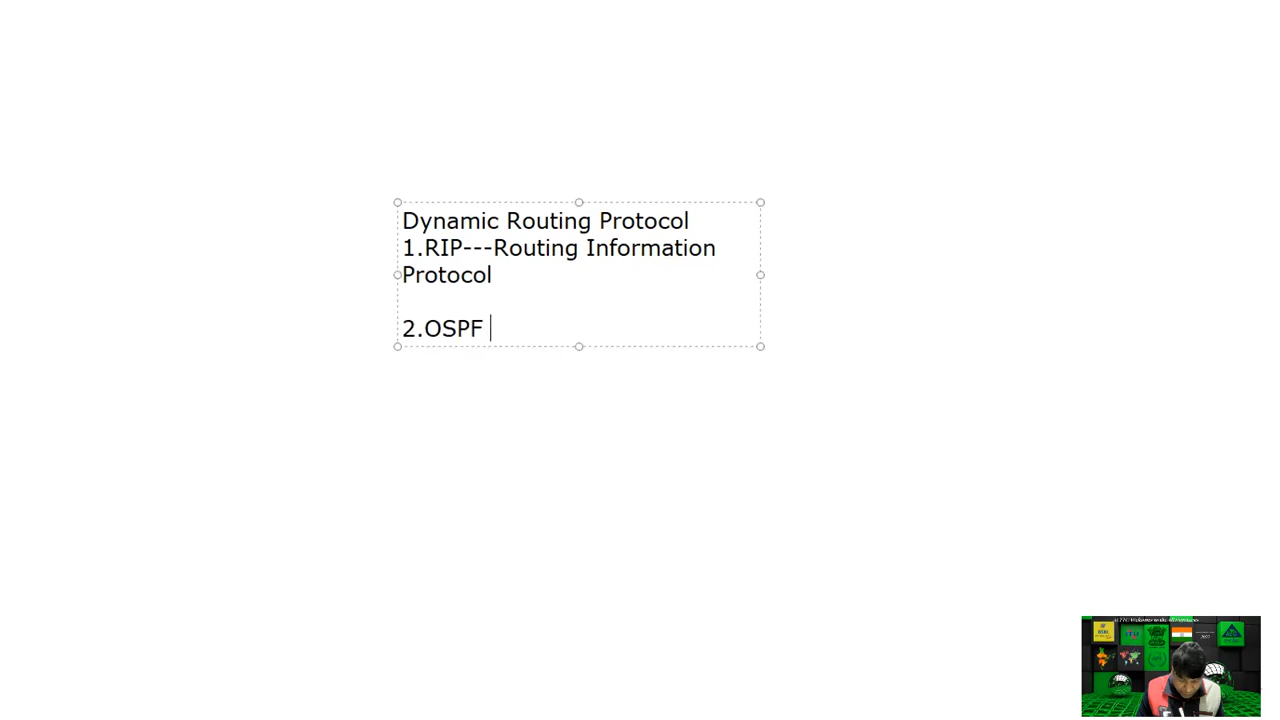 Dynamic Routing Protocol
1.RIP---Routing Information
Protocol
2.OSPF